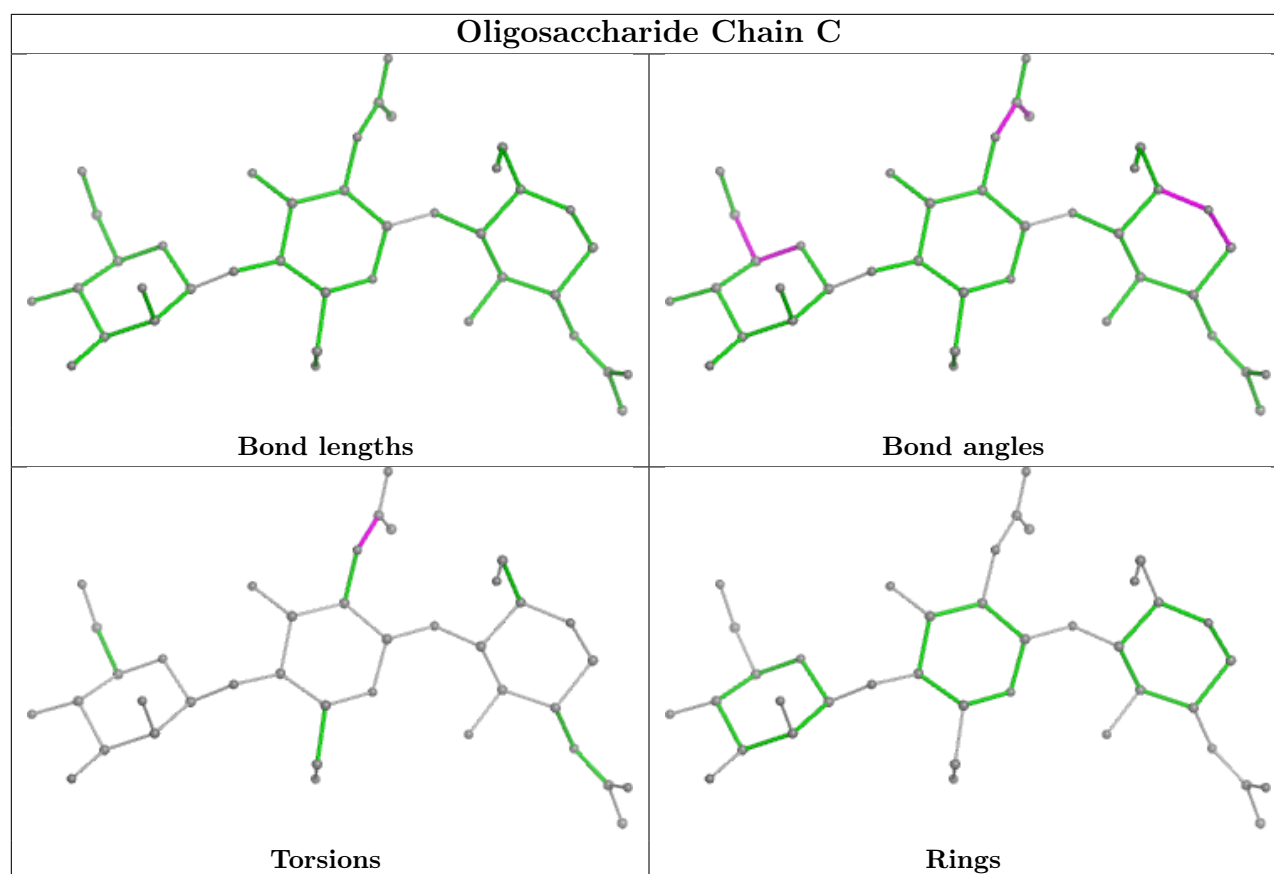 Oligosaccharide Chain C
Bond lengths
Bond angles
Torsions
Rings